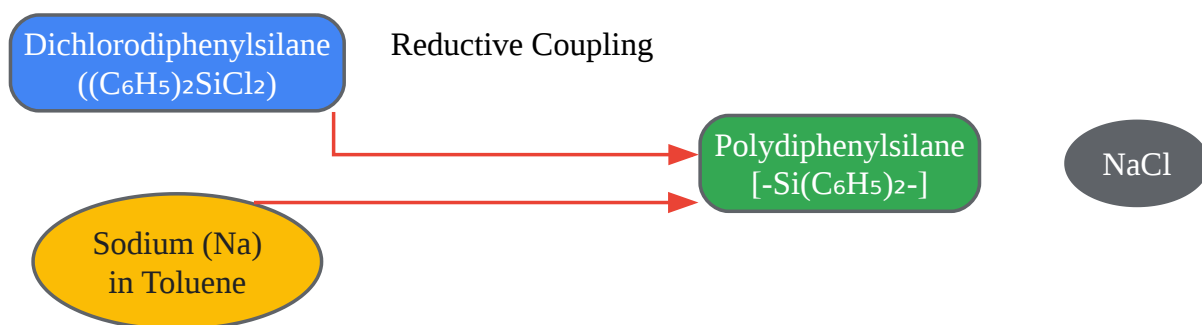 Dichlorodiphenylsilane
((C₆H₅)₂SiCl₂)
Reductive Coupling
Polydiphenylsilane
[-Si(C₆H₅)₂-]
NaCl
Sodium (Na)
in Toluene